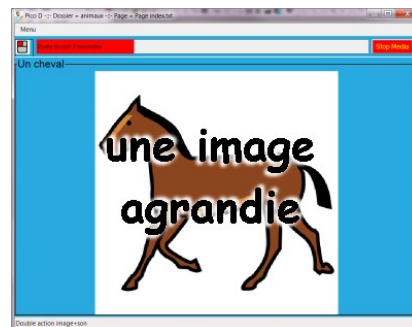 Pico D -:- Dossier = animaux -:- Page = Page index.txt
Menu
Stop Media
Un cheval
une image
agrandie
Double action image+son